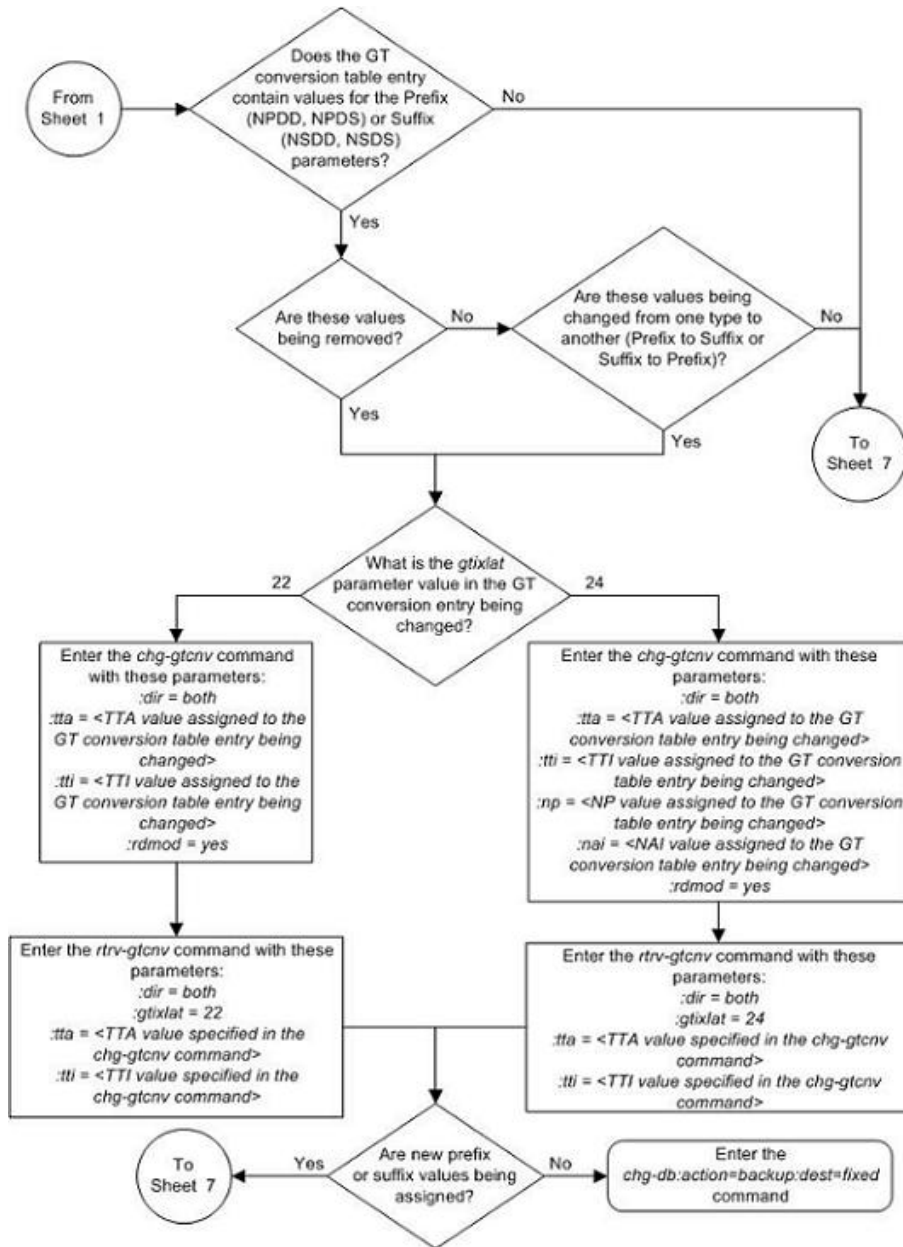 Does the GT
conversion table entry
contain values for the Prefix
(NPDD, NPDS) or Suffix
(NSDD, NSDS)
parameters?
From
Sheet 1
No
Yes
Are these values
being removed?
No
Are these values being
changed from one type to
another (Prefix to Suffix or
Suffix to Prefix)?
No
Yes
Yes
To
Sheet 7
What is the gtixlat
parameter value in the GT
conversion entry being
changed?
22
24
Enter the chg-gtcnv command
with these parameters:
:dir = both
:tta = <TTA value assigned to the
GT conversion table entry being
changed>
:tti = <TTI value assigned to the
GT conversion table entry being
changed>
:rdmod = yes
Enter the chg-gtcnv command with these
parameters:
:dir = both
:tta = <TTA value assigned to the GT
conversion table entry being changed>
:tti = <TTI value assigned to the GT conversion
table entry being changed>
:np = <NP value assigned to the GT conversion
table entry being changed>
:nai = <NAI value assigned to the GT
conversion table entry being changed>
:rdmod = yes
Enter the rtrv-gtcnv command with these
parameters:
:dir = both
:gtixlat = 22
:tta = <TTA value specified in the
chg-gtcnv command>
:tti = <TTI value specified in the
chg-gtcnv command>
Enter the rtrv-gtcnv command with these
parameters:
:dir = both
:gtixlat = 24
:tta = <TTA value specified in the chg-gtcnv
command>
:tti = <TTI value specified in the chg-gtcnv
command>
Are new prefix
or suffix values being
assigned?
Yes
To
Sheet 7
No
Enter the
chg-db:action=backup:dest=fixed
command